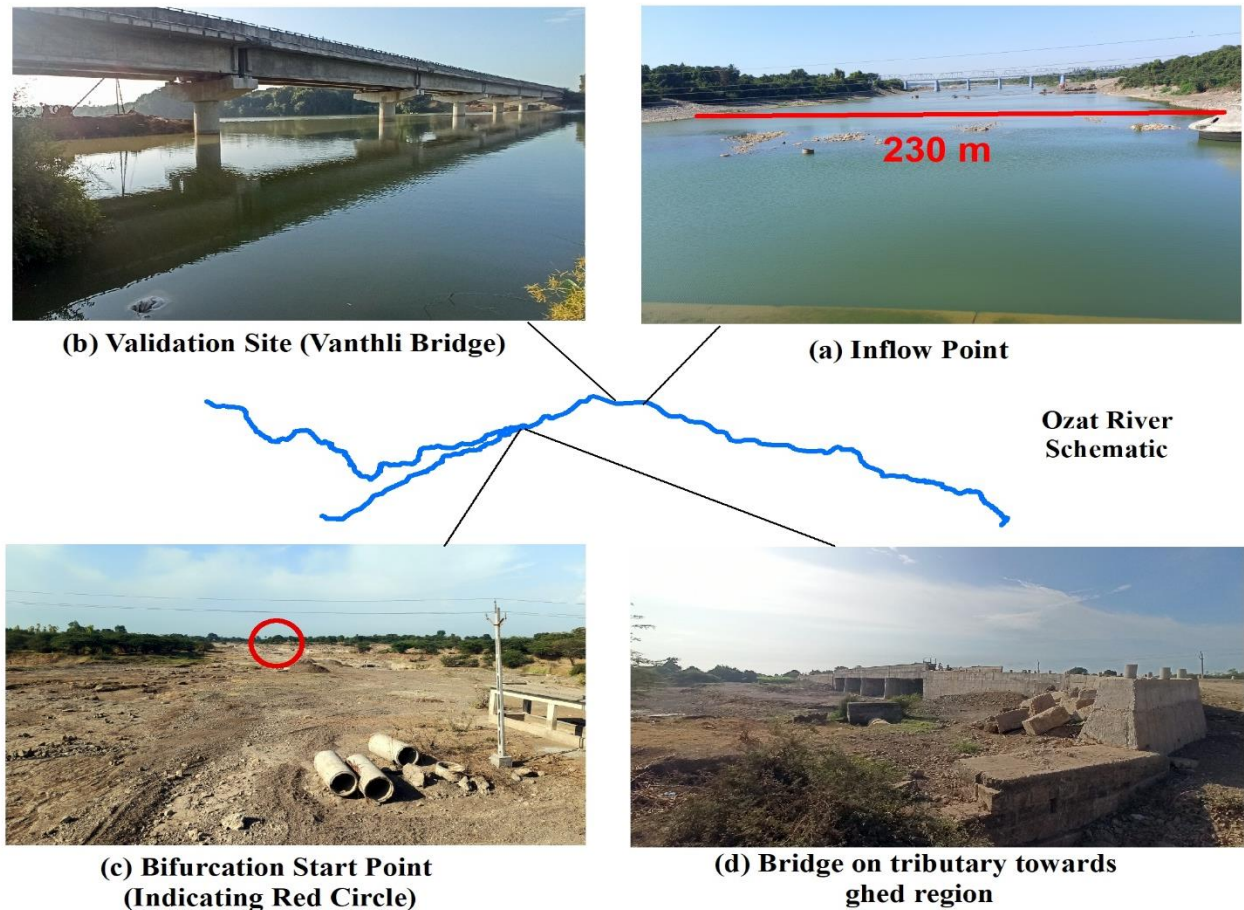 230 m
(b) Validation Site (Vanthli Bridge)
(a) Inflow Point
Ozat River
Schematic
(c) Bifurcation Start Point
(Indicating Red Circle)
(d) Bridge on tributary towards
ghed region